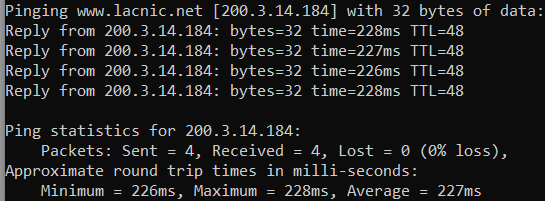 Pinging www.lacnic.net [200.3.14.184] with 32 bytes of data:
Reply from 200.3.14.184: bytes=32 time=228ms TTL=48
Reply from 200.3.14.184: bytes=32 time=227ms TTL=48
Reply from 200.3.14.184: bytes=32 time=226ms TTL=48
Reply from 200.3.14.184: bytes=32 time=228ms TTL=48

Ping statistics for 200.3.14.184:
    Packets: Sent = 4, Received = 4, Lost = 0 (0% loss),
Approximate round trip times in milli-seconds:
    Minimum = 226ms, Maximum = 228ms, Average = 227ms